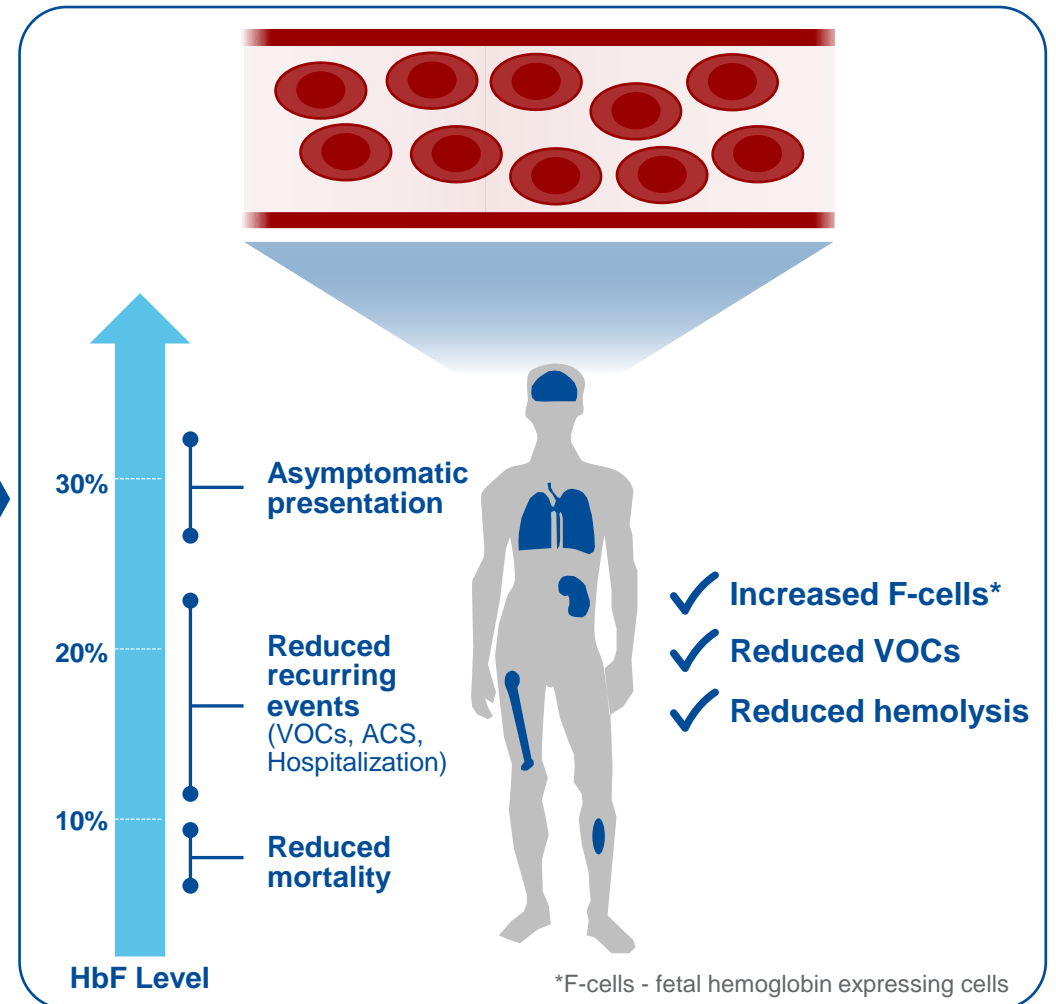 30%
Asymptomatic
presentation
20%
Reduced
recurring
events
(VOCs, ACS,
Hospitalization)
10%
Reduced
mortality
HbF Level
Increased F-cells*
Reduced VOCs
Reduced hemolysis
*F-cells - fetal hemoglobin expressing cells